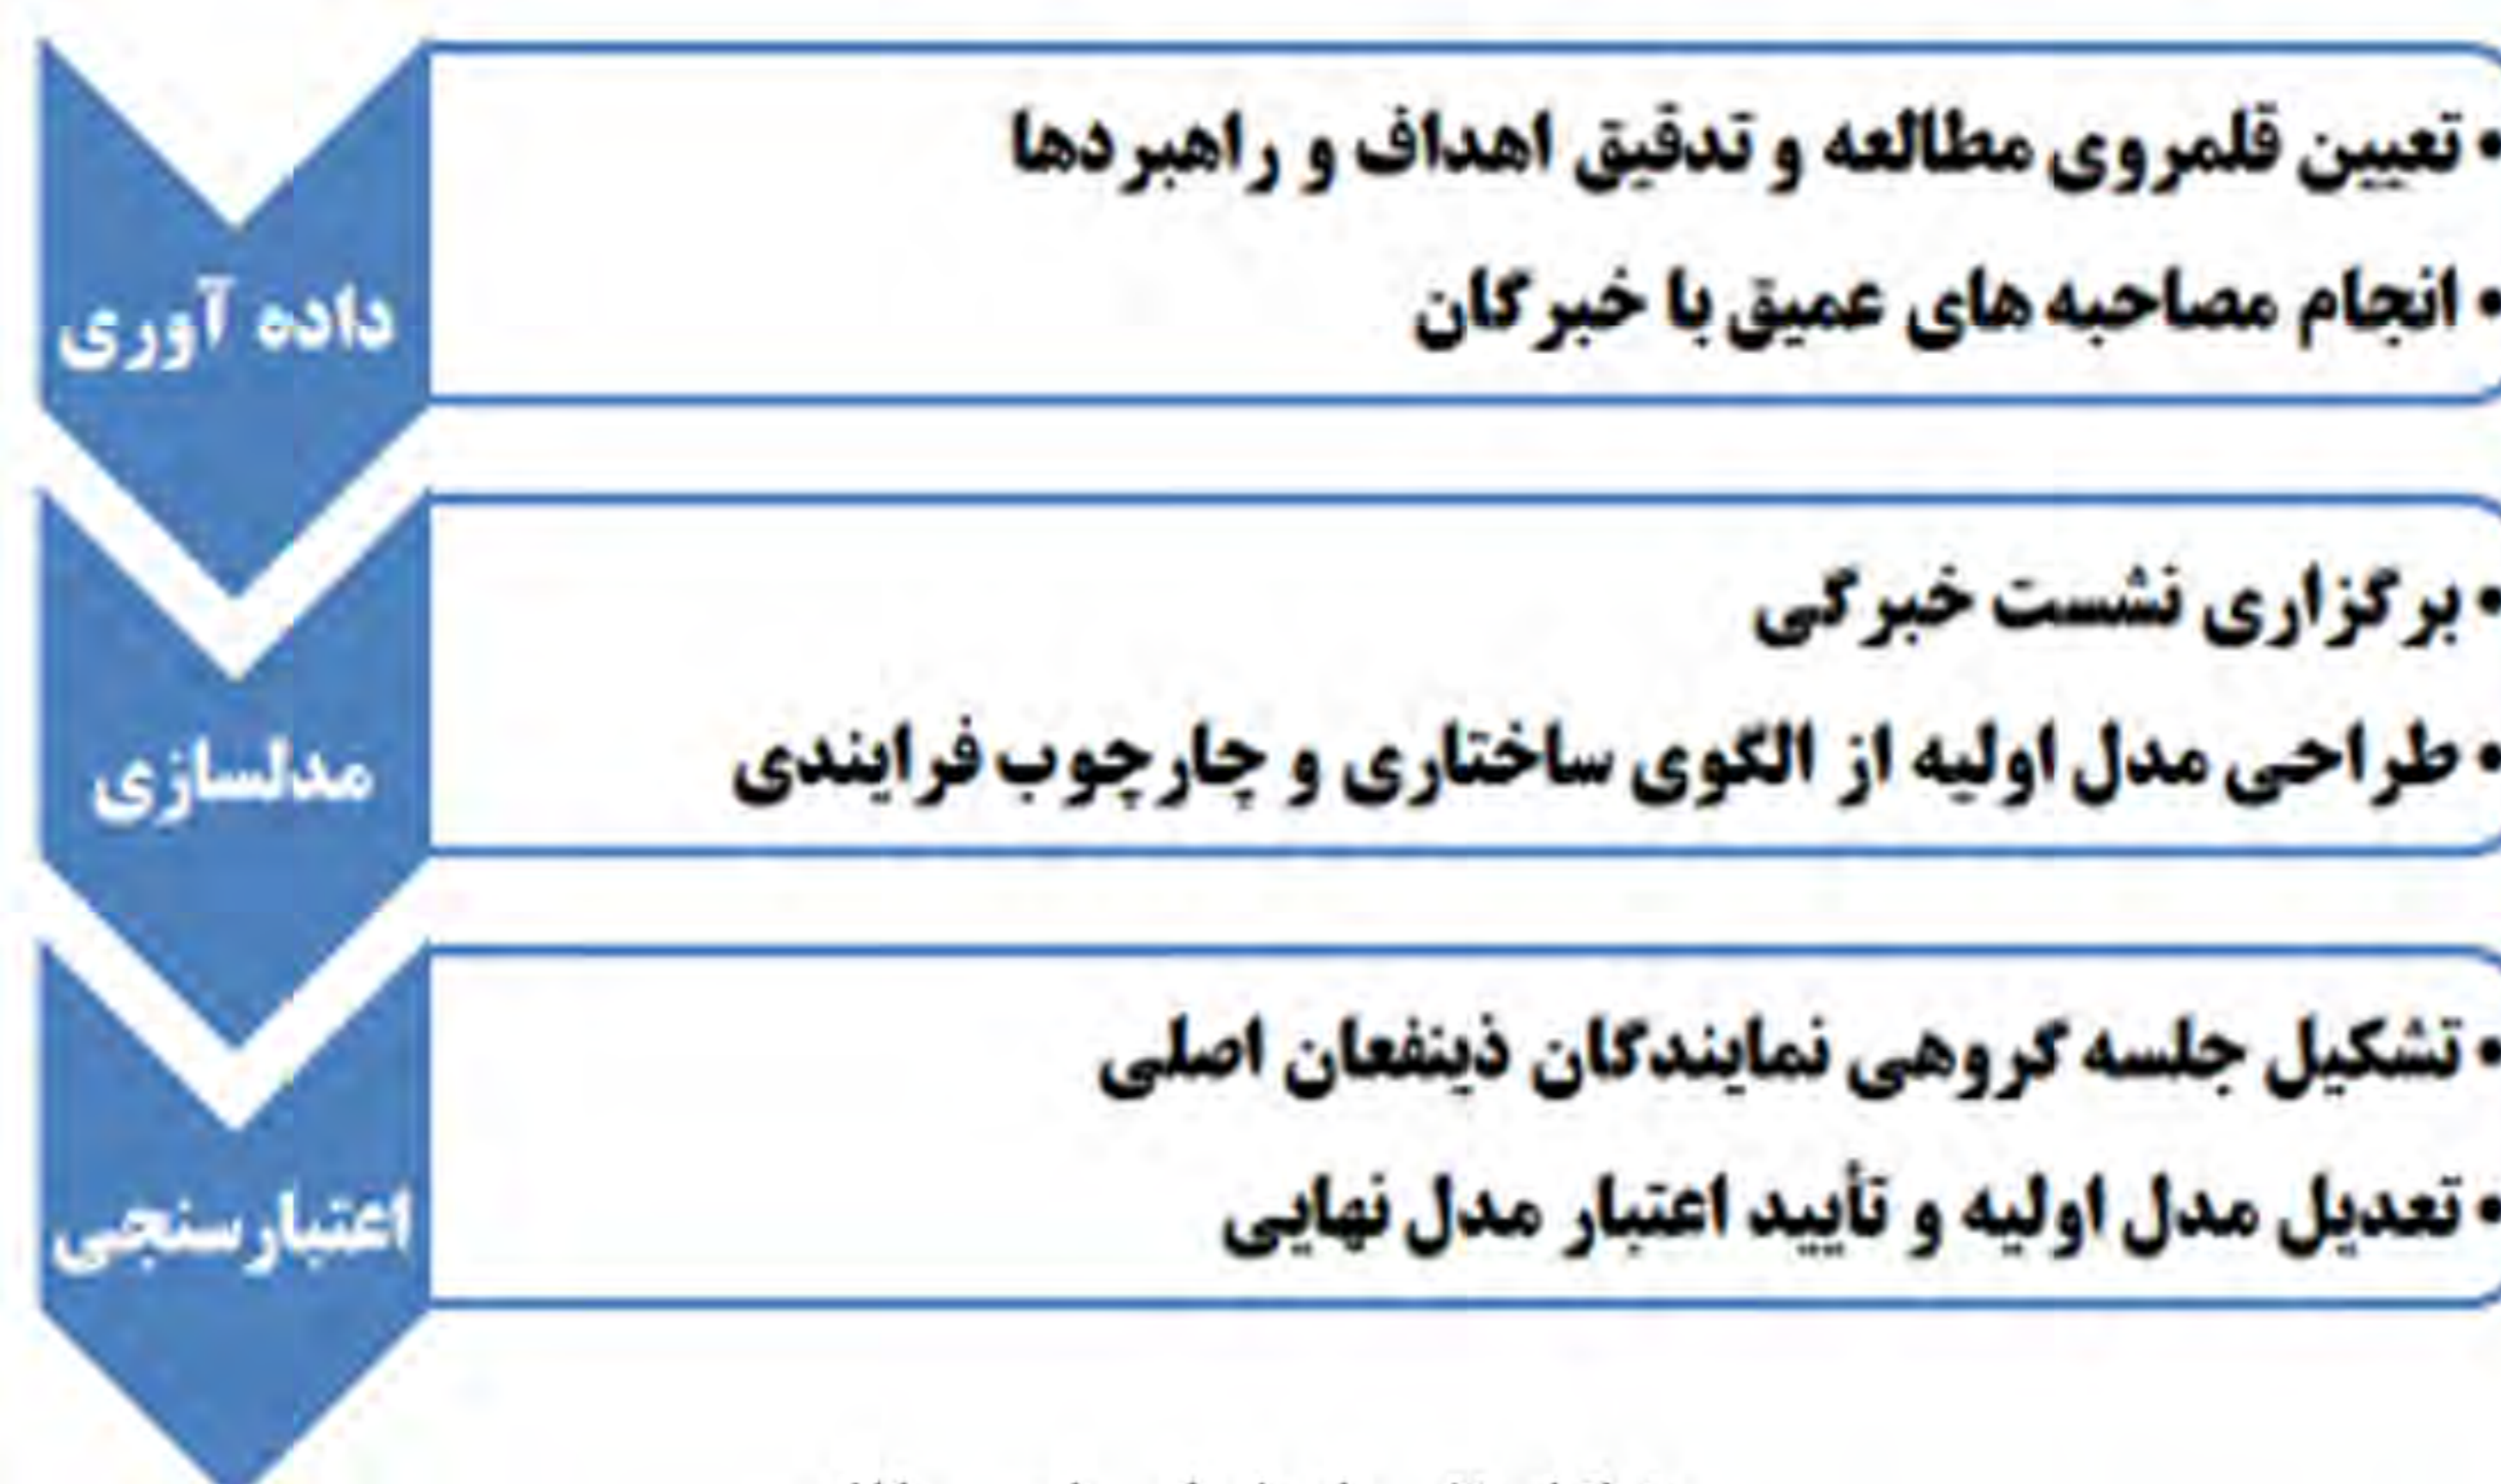 داده آوری
• تعیین قلمروی مطالعه و تدقیق اهداف و راهبردها
• انجام مصاحبه های عمیق با خبرگان
مدلسازی
• برگزاری نشست خبرگی
• طراحی مدل اولیه از الگوی ساختاری و چارچوب فرایندی
اعتبارسنجی
• تشکیل جلسه گروهی نمایندگان ذینفعان اصلی
• تعدیل مدل اولیه و تأیید اعتبار مدل نهایی